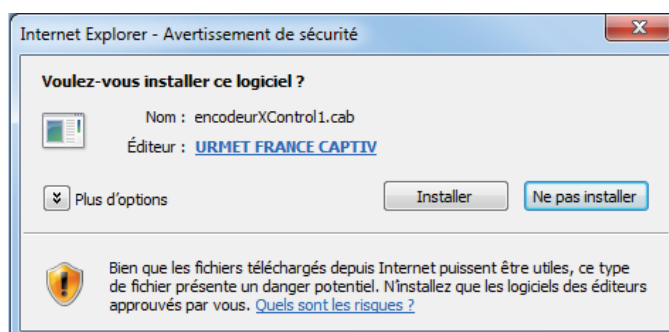 Internet Explorer - Avertissement de sécurité
Voulez-vous installer ce logiciel ?
Nom : encodeurXControl1.cab
Éditeur : URMET FRANCE CAPTIV
Plus d'options
Installer
Ne pas installer
Bien que les fichiers téléchargés depuis Internet puissent être utiles, ce type
de fichier présente un danger potentiel. N'installez que les logiciels des éditeurs
approuvés par vous. Quels sont les risques ?